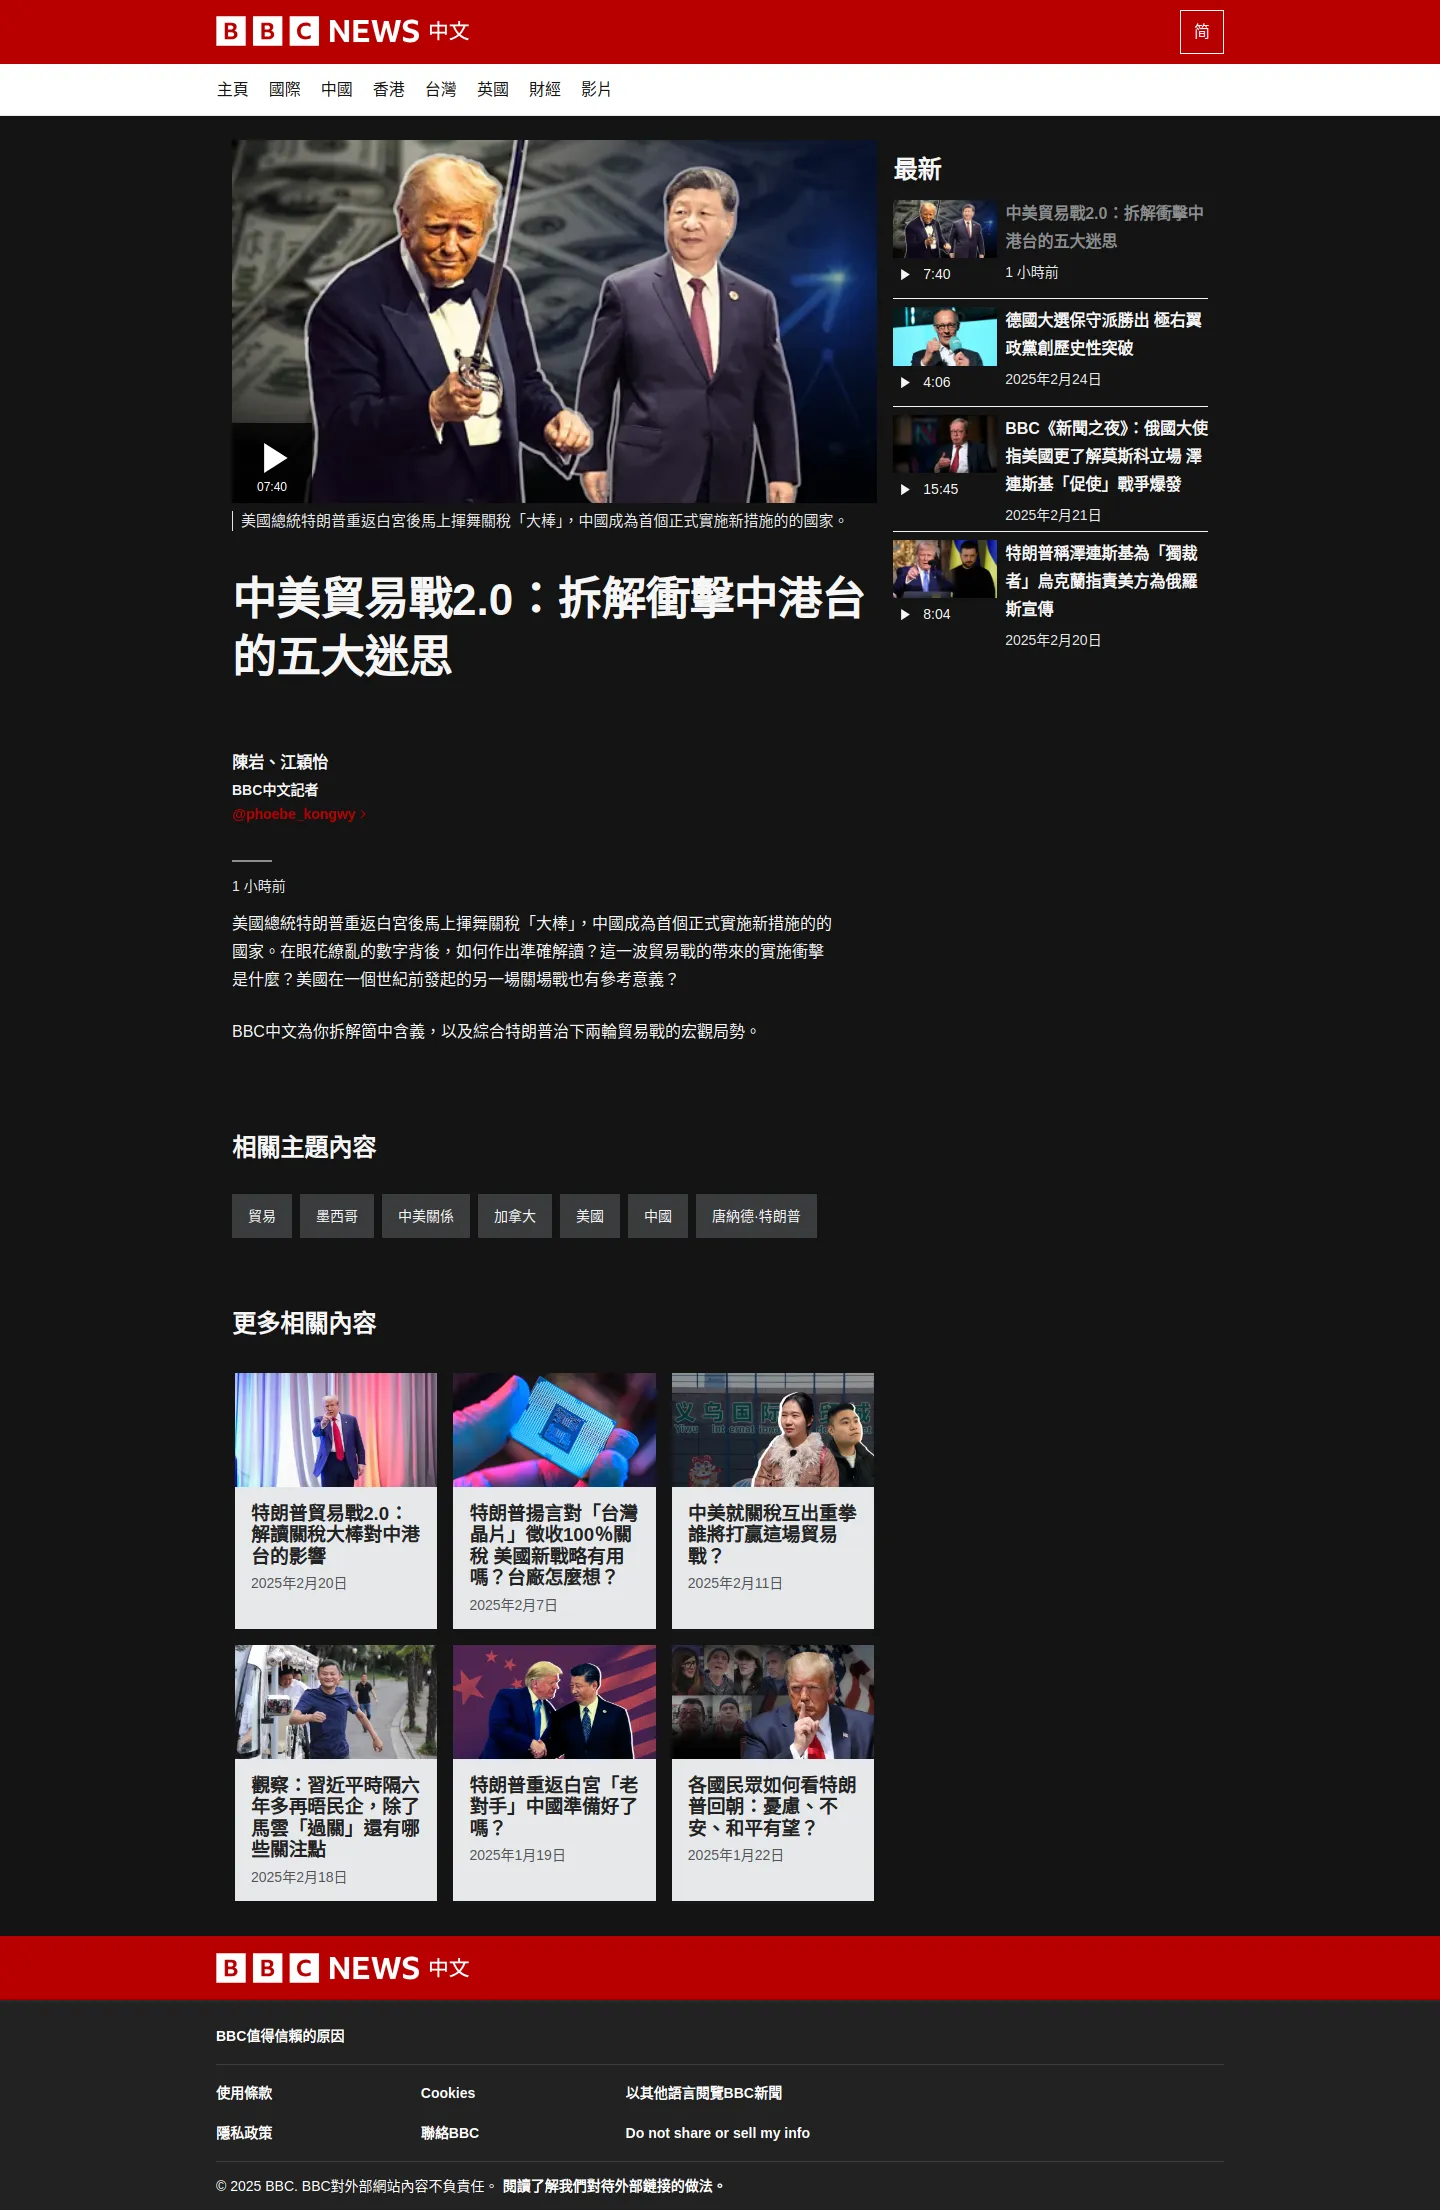 BBC NEWS 中文
简
主頁 國際 中國 香港 台灣 英國 財經 影片
07:40
美國總統特朗普重返白宮後馬上揮舞關稅「大棒」，中國成為首個正式實施新措施的的國家。
中美貿易戰2.0：拆解衝擊中港台
的五大迷思
陳岩、江穎怡
BBC中文記者
@phoebe_kongwy
1 小時前
美國總統特朗普重返白宮後馬上揮舞關稅「大棒」，中國成為首個正式實施新措施的的
國家。在眼花繚亂的數字背後，如何作出準確解讀？這一波貿易戰的帶來的實施衝擊
是什麼？美國在一個世紀前發起的另一場關場戰也有參考意義？
BBC中文為你拆解箇中含義，以及綜合特朗普治下兩輪貿易戰的宏觀局勢。
最新
中美貿易戰2.0：拆解衝擊中
港台的五大迷思
7:40
1 小時前
德國大選保守派勝出 極右翼
政黨創歷史性突破
4:06
2025年2月24日
BBC《新聞之夜》：俄國大使
指美國更了解莫斯科立場 澤
連斯基「促使」戰爭爆發
15:45
2025年2月21日
特朗普稱澤連斯基為「獨裁
者」烏克蘭指責美方為俄羅
斯宣傳
8:04
2025年2月20日
相關主題內容
貿易 墨西哥 中美關係 加拿大 美國 中國 唐納德·特朗普
更多相關內容
特朗普貿易戰2.0：
解讀關稅大棒對中港
台的影響
2025年2月20日
特朗普揚言對「台灣
晶片」徵收100%關
稅 美國新戰略有用
嗎？台廠怎麼想？
2025年2月7日
义乌国际
Yiwu
中美就關稅互出重拳
誰將打贏這場貿易
戰？
2025年2月11日
觀察：習近平時隔六
年多再晤民企，除了
馬雲「過關」還有哪
些關注點
2025年2月18日
特朗普重返白宮「老
對手」中國準備好了
嗎？
2025年1月19日
各國民眾如何看特朗
普回朝：憂慮、不
安、和平有望？
2025年1月22日
BBC NEWS 中文
BBC值得信賴的原因
使用條款 Cookies 以其他語言閱覽BBC新聞
隱私政策 聯絡BBC Do not share or sell my info
© 2025 BBC. BBC對外部網站內容不負責任。 閱讀了解我們對待外部鏈接的做法。